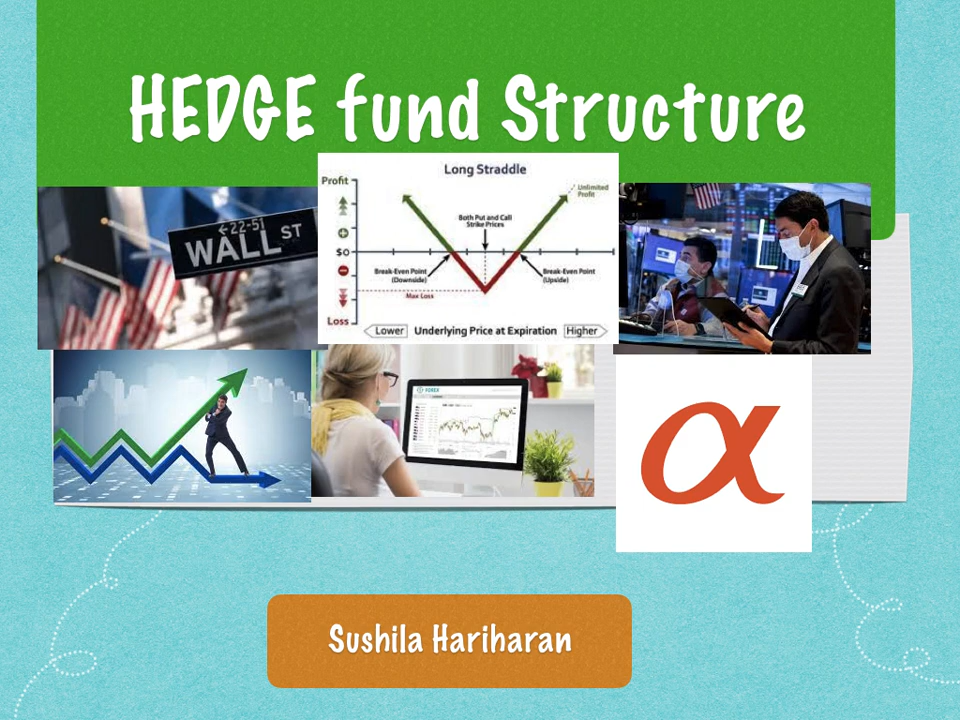 HEDGE fund Structure
←22-51
WALL ST
Long Straddle
Profit
Unlimited
Profit
Both Put and Call
Strike Prices
$0
Break-Even Point
(Downside)
Break-Even Point
(Upside)
Max Loss
Loss
Lower
Underlying Price at Expiration
Higher
FOREX
α
Sushila Hariharan